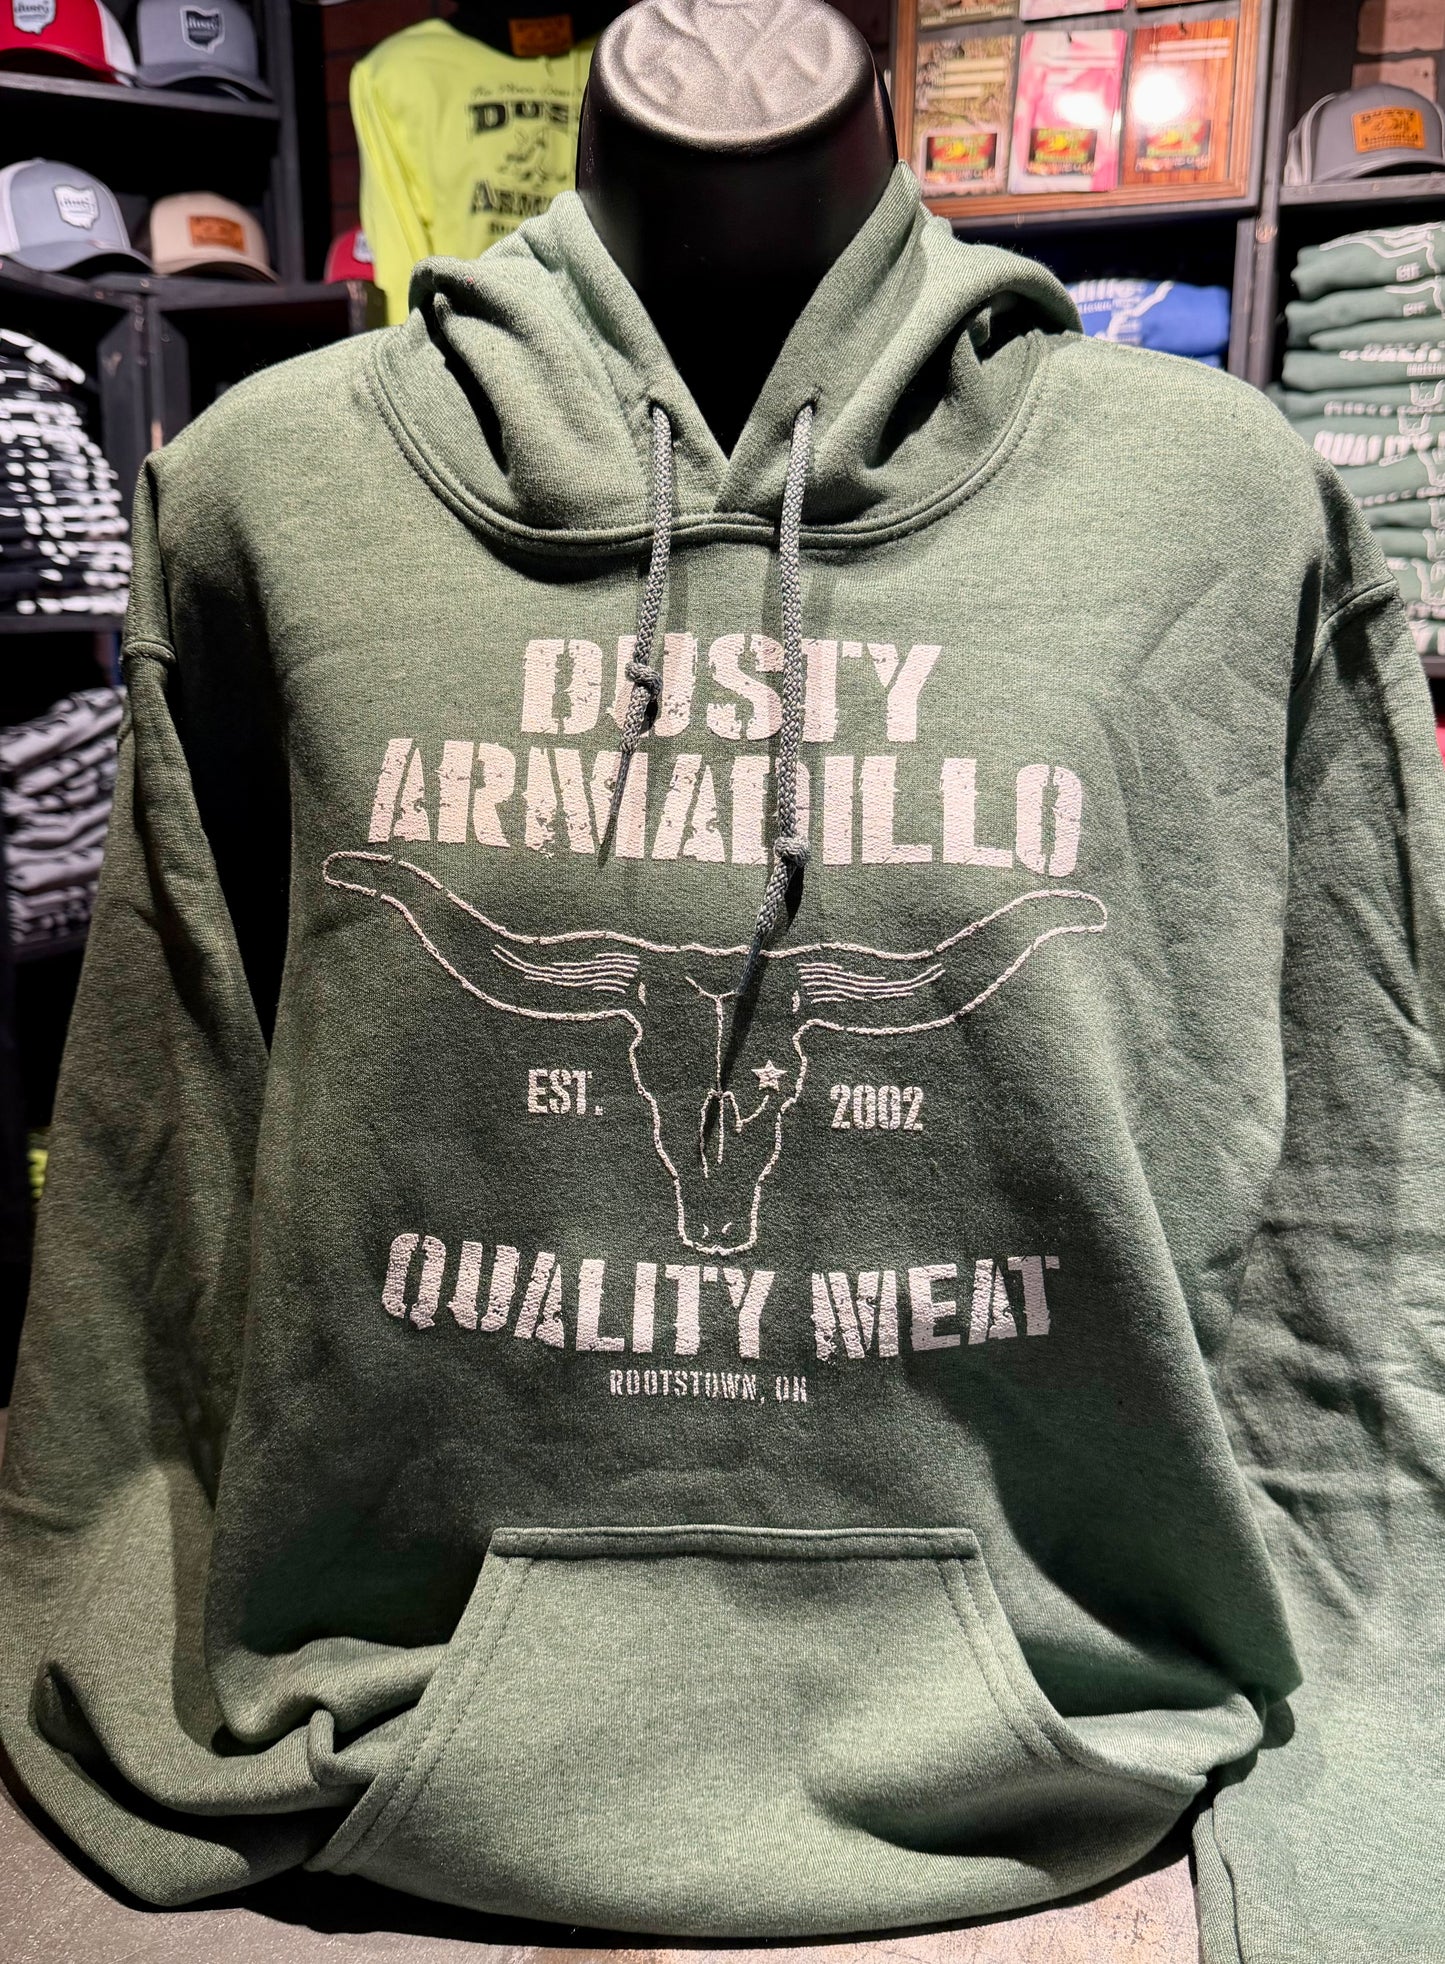 DUSTY
ARMADILLO
EST. 2002
QUALITY MEAT
ROOTSTOWN, OH